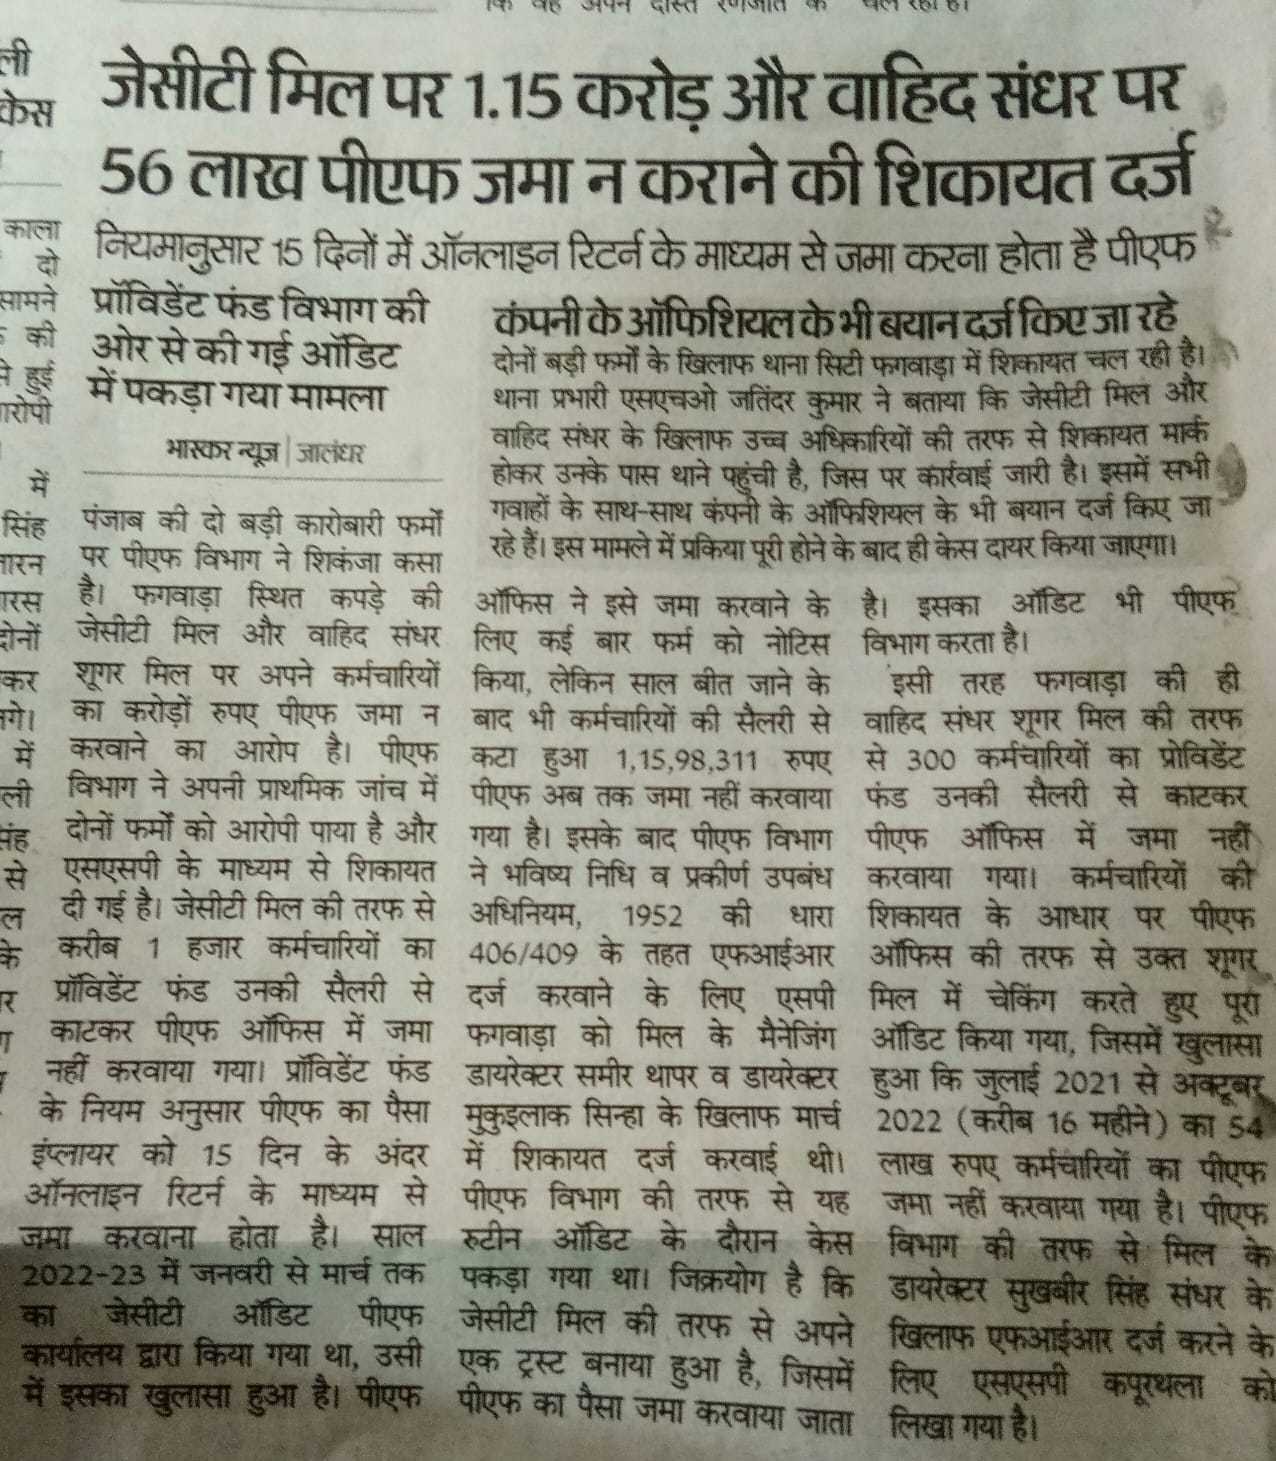 कि वह अपने दोस्त रणजीत के चल रहा है।
ली
केस
काला
दो
सामने
की
से हुई
आरोपी
में
सिंह
तारन
दोनों
कर
में
ली
से
ल
के
जेसीटी मिल पर 1.15 करोड़ और वाहिद संधर पर
56 लाख पीएफ जमा न कराने की शिकायत दर्ज
नियमानुसार 15 दिनों में ऑनलाइन रिटर्न के माध्यम से जमा करना होता है पीएफ
प्रॉविडेंट फंड विभाग की
ओर से की गई ऑडिट
में पकड़ा गया मामला
भास्कर न्यूज | जालंधर
पंजाब की दो बड़ी कारोबारी फर्मों
पर पीएफ विभाग ने शिकंजा कसा
है। फगवाड़ा स्थित कपड़े की
जेसीटी मिल और वाहिद संधर
शूगर मिल पर अपने कर्मचारियों
का करोड़ों रुपए पीएफ जमा न
करवाने का आरोप है। पीएफ
विभाग ने अपनी प्राथमिक जांच में
दोनों फर्मों को आरोपी पाया है और
एसएसपी के माध्यम से शिकायत
दी गई है। जेसीटी मिल की तरफ से
करीब 1 हजार कर्मचारियों का
प्रॉविडेंट फंड उनकी सैलरी से
काटकर पीएफ ऑफिस में जमा
नहीं करवाया गया। प्रॉविडेंट फंड
के नियम अनुसार पीएफ का पैसा
इंप्लायर को 15 दिन के अंदर
ऑनलाइन रिटर्न के माध्यम से
जमा करवाना होता है। साल
2022-23 में जनवरी से मार्च तक
का जेसीटी ऑडिट पीएफ
कार्यालय द्वारा किया गया था, उसी
में इसका खुलासा हुआ है। पीएफ
कंपनी के ऑफिशियल के भी बयान दर्ज किए जा रहे
दोनों बड़ी फर्मों के खिलाफ थाना सिटी फगवाड़ा में शिकायत चल रही है।
थाना प्रभारी एसएचओ जतिंदर कुमार ने बताया कि जेसीटी मिल और
वाहिद संधर के खिलाफ उच्च अधिकारियों की तरफ से शिकायत मार्क
होकर उनके पास थाने पहुंची है, जिस पर कार्रवाई जारी है। इसमें सभी
गवाहों के साथ-साथ कंपनी के ऑफिशियल के भी बयान दर्ज किए जा
रहे हैं। इस मामले में प्रकिया पूरी होने के बाद ही केस दायर किया जाएगा।
ऑफिस ने इसे जमा करवाने के
लिए कई बार फर्म को नोटिस
किया, लेकिन साल बीत जाने के
बाद भी कर्मचारियों की सैलरी से
कटा हुआ 1,15,98,311 रुपए
पीएफ अब तक जमा नहीं करवाया
गया है। इसके बाद पीएफ विभाग
ने भविष्य निधि व प्रकीर्ण उपबंध
अधिनियम, 1952 की धारा
406/409 के तहत एफआईआर
दर्ज करवाने के लिए एसपी
फगवाड़ा को मिल के मैनेजिंग
डायरेक्टर समीर थापर व डायरेक्टर
मुकुइलाक सिन्हा के खिलाफ मार्च
में शिकायत दर्ज करवाई थी।
पीएफ विभाग की तरफ से यह
रुटीन ऑडिट के दौरान केस
पकड़ा गया था। जिक्रयोग है कि
जेसीटी मिल की तरफ से अपने
एक ट्रस्ट बनाया हुआ है, जिसमें
पीएफ का पैसा जमा करवाया जाता
है। इसका ऑडिट भी पीएफ
विभाग करता है।
इसी तरह फगवाड़ा की ही
वाहिद संधर शूगर मिल की तरफ
से 300 कर्मचारियों का प्रोविडेंट
फंड उनकी सैलरी से काटकर
पीएफ ऑफिस में जमा नहीं
करवाया गया। कर्मचारियों की
शिकायत के आधार पर पीएफ
ऑफिस की तरफ से उक्त शूगर
मिल में चेकिंग करते हुए पूरा
ऑडिट किया गया, जिसमें खुलासा
हुआ कि जुलाई 2021 से अक्टूबर
2022 (करीब 16 महीने) का 54
लाख रुपए कर्मचारियों का पीएफ
जमा नहीं करवाया गया है। पीएफ
विभाग की तरफ से मिल के
डायरेक्टर सुखबीर सिंह संधर के
खिलाफ एफआईआर दर्ज करने के
लिए एसएसपी कपूरथला को
लिखा गया है।